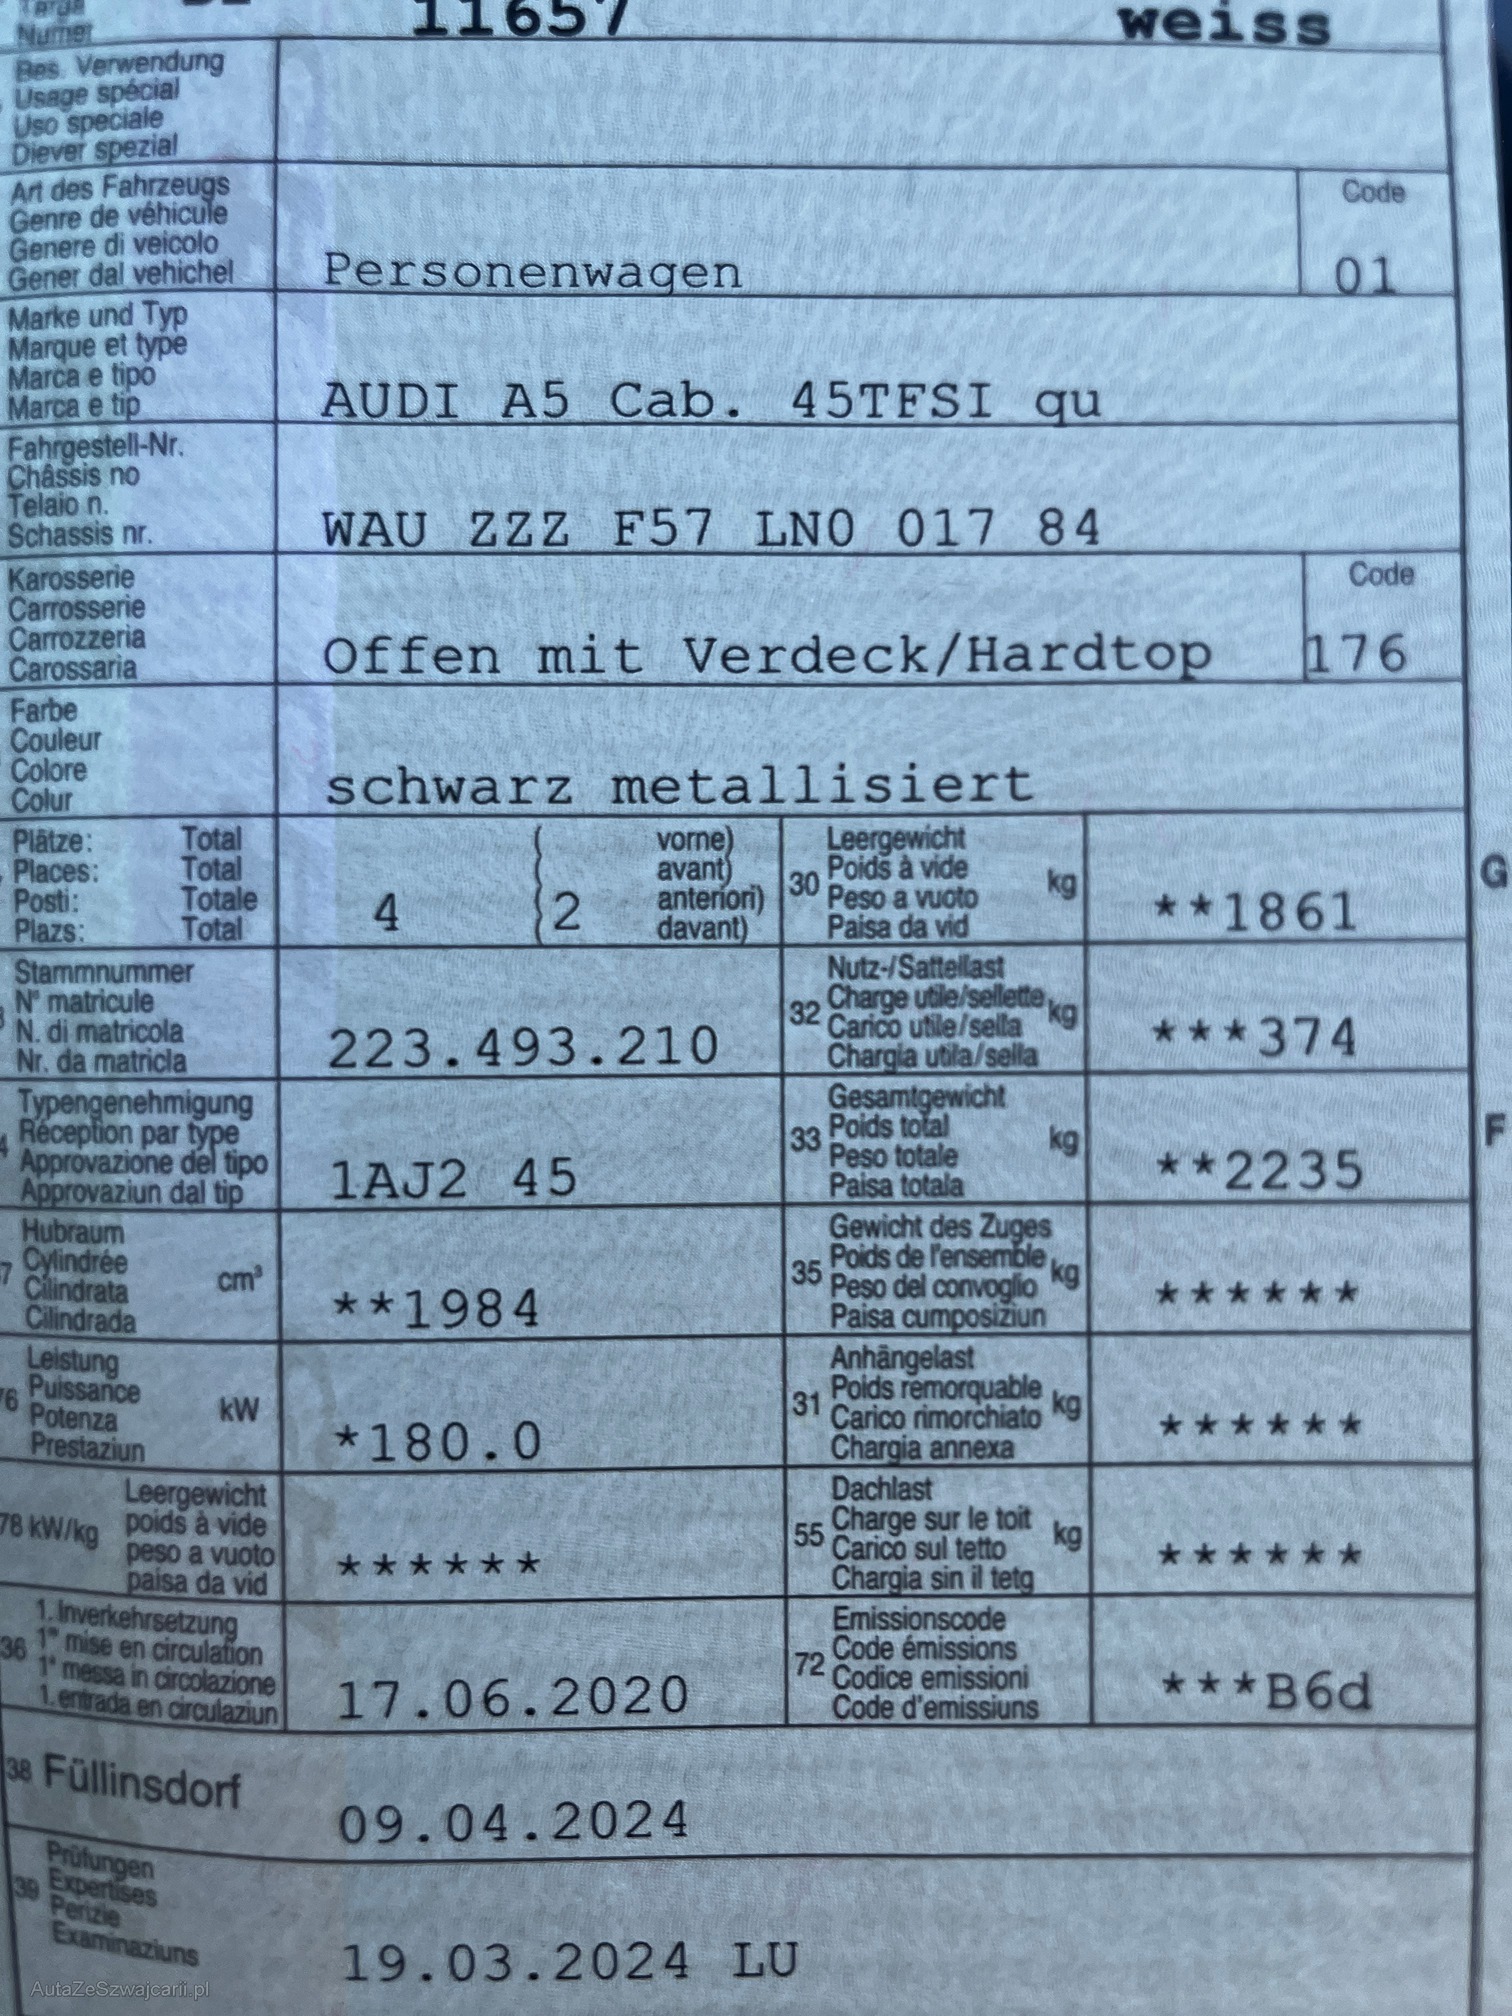 Targa
Numer 11657 weiss
Bes. Verwendung
Usage spécial
Uso speciale
Diever spezial
Art des Fahrzeugs
Genre de véhicule
Genere di veicolo
Gener dal vehichel
Personenwagen
Code
01
Marke und Typ
Marque et type
Marca e tipo
Marca e tip
AUDI A5 Cab. 45TFSI qu
Fahrgestell-Nr.
Châssis no
Telaio n.
Schassis nr.
WAU ZZZ F57 LN0 017 84
Karosserie
Carrosserie
Carrozzeria
Carossaria
Offen mit Verdeck/Hardtop
Code
176
Farbe
Couleur
Colore
Colur
schwarz metallisiert
Plätze: Total
Places: Total
Posti: Totale
Plazs: Total
4 ( 2
vorne)
avant)
anteriori)
davant)
30 Leergewicht
Poids à vide
Peso a vuoto
Paisa da vid
kg
**1861
G
Stammnummer
N° matricule
N. di matricola
Nr. da matricla
223.493.210
32 Nutz-/Sattellast
Charge utile/sellette
Carico utile/sella
Chargia utila/sella
kg
***374
Typengenehmigung
Réception par type
Approvazione del tipo
Approvaziun dal tip
1AJ2 45
33 Gesamtgewicht
Poids total
Peso totale
Paisa totala
kg
**2235
F
Hubraum
Cylindrée
Cilindrata
Cilindrada
cm³
**1984
35 Gewicht des Zuges
Poids de l'ensemble
Peso del convoglio
Paisa cumposiziun
kg
******
76 Leistung
Puissance
Potenza
Prestaziun
kW
*180.0
31 Anhängelast
Poids remorquable
Carico rimorchiato
Chargia annexa
kg
******
78 kW/kg
Leergewicht
poids à vide
peso a vuoto
paisa da vid
******
55 Dachlast
Charge sur le toit
Carico sul tetto
Chargia sin il tetg
kg
******
36 1. Inverkehrsetzung
1re mise en circulation
1a messa in circolazione
1. entrada en circulaziun
17.06.2020
72 Emissionscode
Code émissions
Codice emissioni
Code d'emissiuns
***B6d
38 Füllinsdorf
09.04.2024
39 Prüfungen
Expertises
Perizie
Examinaziuns
19.03.2024 LU
AutaZeSzwajcarii.pl